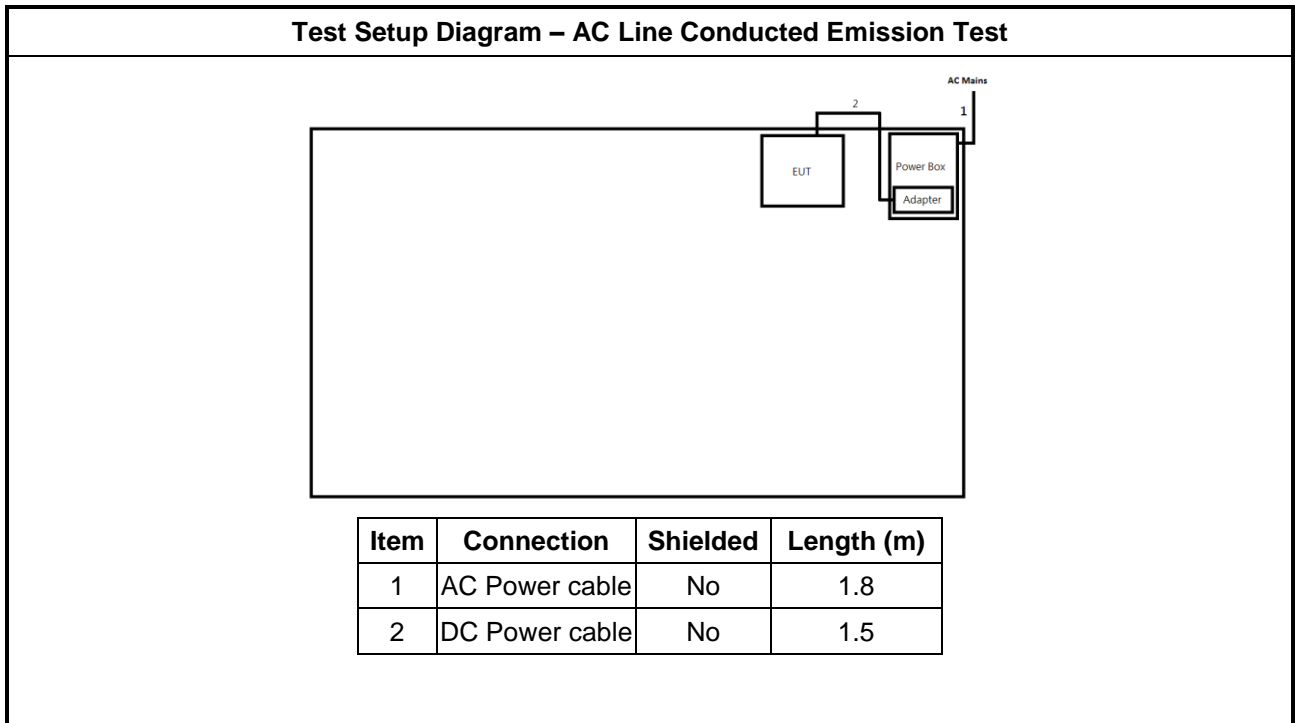 Test Setup Diagram – AC Line Conducted Emission Test
AC Mains
2
1
EUT
Power Box
Adapter
Item Connection Shielded Length (m)
1 AC Power cable No 1.8
2 DC Power cable No 1.5